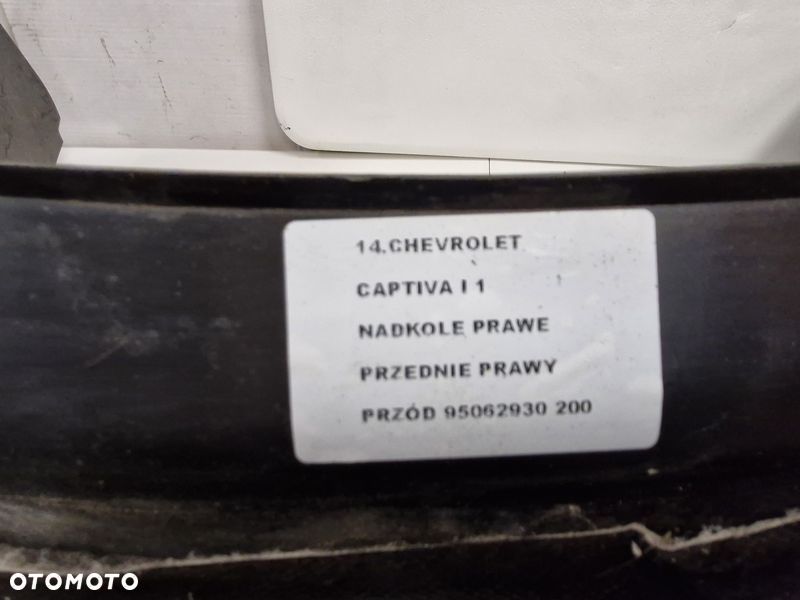 14.CHEVROLET
CAPTIVA I 1
NADKOLE PRAWE
PRZEDNIE PRAWY
PRZÓD 95062930 200
OTOMOTO